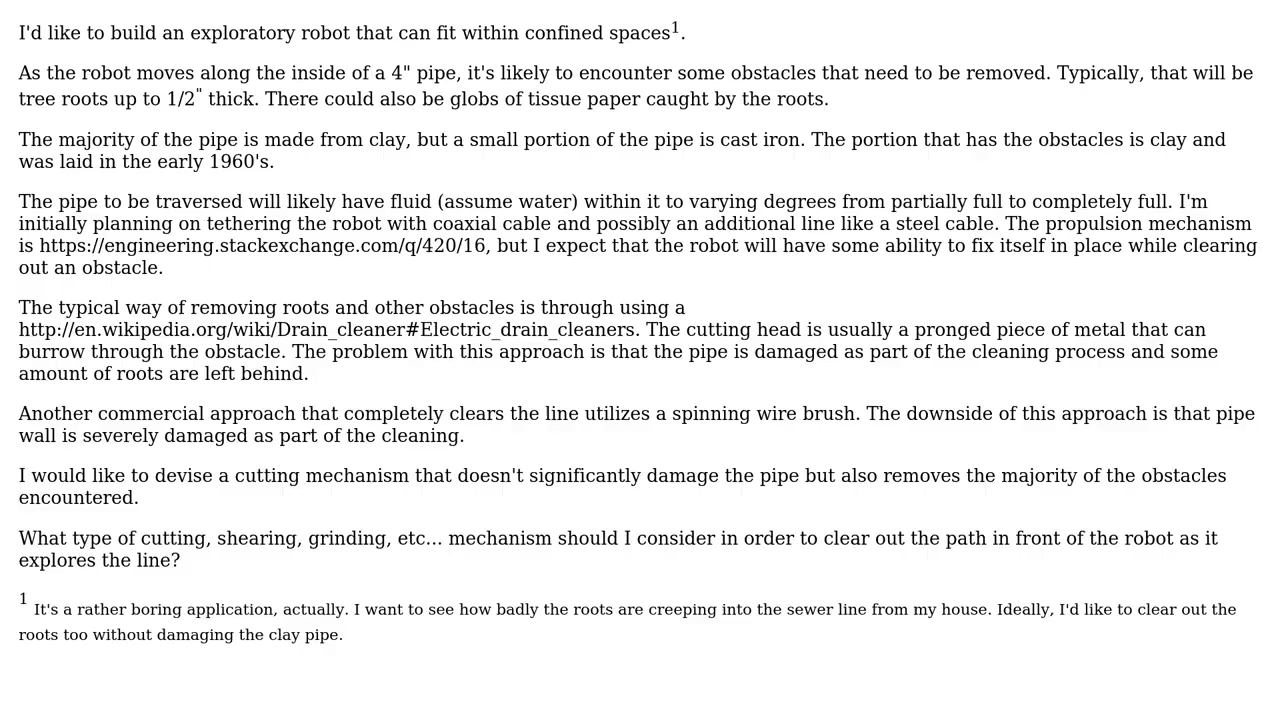 I'd like to build an exploratory robot that can fit within confined spaces1.
As the robot moves along the inside of a 4" pipe, it's likely to encounter some obstacles that need to be removed. Typically, that will be
tree roots up to 1/2" thick. There could also be globs of tissue paper caught by the roots.
The majority of the pipe is made from clay, but a small portion of the pipe is cast iron. The portion that has the obstacles is clay and
was laid in the early 1960's.
The pipe to be traversed will likely have fluid (assume water) within it to varying degrees from partially full to completely full. I'm
initially planning on tethering the robot with coaxial cable and possibly an additional line like a steel cable. The propulsion mechanism
is https://engineering.stackexchange.com/q/420/16, but I expect that the robot will have some ability to fix itself in place while clearing
out an obstacle.
The typical way of removing roots and other obstacles is through using a
http://en.wikipedia.org/wiki/Drain_cleaner#Electric_drain_cleaners. The cutting head is usually a pronged piece of metal that can
burrow through the obstacle. The problem with this approach is that the pipe is damaged as part of the cleaning process and some
amount of roots are left behind.
Another commercial approach that completely clears the line utilizes a spinning wire brush. The downside of this approach is that pipe
wall is severely damaged as part of the cleaning.
I would like to devise a cutting mechanism that doesn't significantly damage the pipe but also removes the majority of the obstacles
encountered.
What type of cutting, shearing, grinding, etc... mechanism should I consider in order to clear out the path in front of the robot as it
explores the line?
1 It's a rather boring application, actually. I want to see how badly the roots are creeping into the sewer line from my house. Ideally, I'd like to clear out the
roots too without damaging the clay pipe.